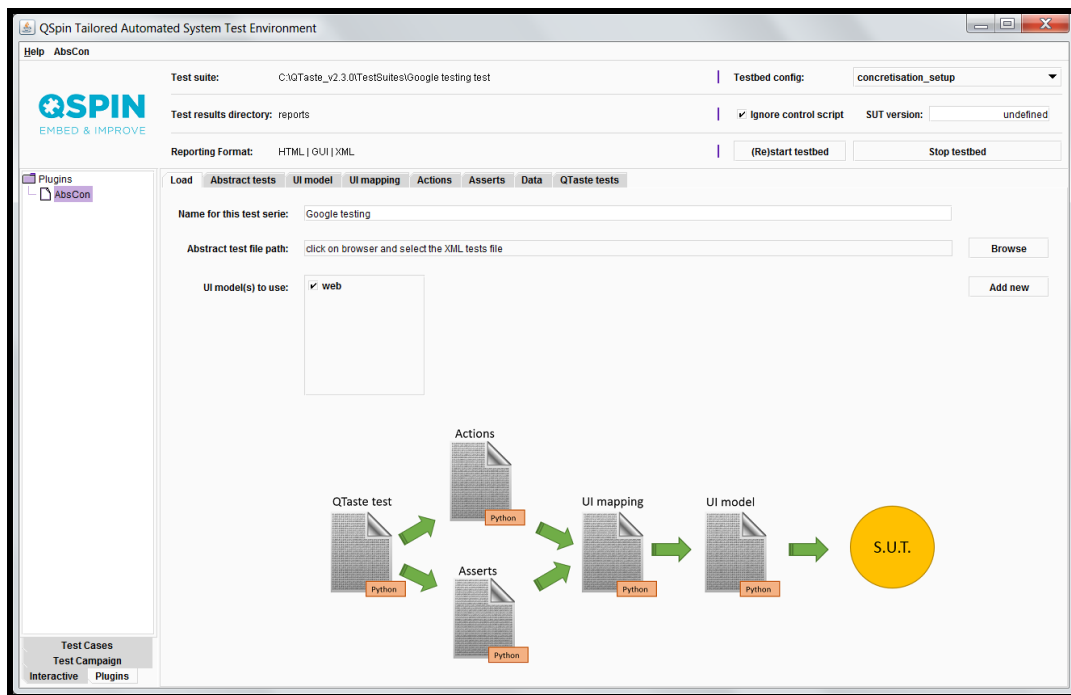 QSpin Tailored Automated System Test Environment
Help AbsCon
QSPIN
EMBED & IMPROVE
Test suite: C:\QTaste_v2.3.0\TestSuites\Google testing test
Testbed config: concretisation_setup
Test results directory: reports
Ignore control script SUT version: undefined
Reporting Format: HTML | GUI | XML
(Re)start testbed Stop testbed
Plugins
AbsCon
Load Abstract tests UI model UI mapping Actions Asserts Data QTaste tests
Name for this test serie: Google testing
Abstract test file path: click on browser and select the XML tests file Browse
UI model(s) to use: web Add new
Actions
Python
QTaste test
Python
Asserts
Python
UI mapping
Python
UI model
Python
S.U.T.
Test Cases
Test Campaign
Interactive Plugins